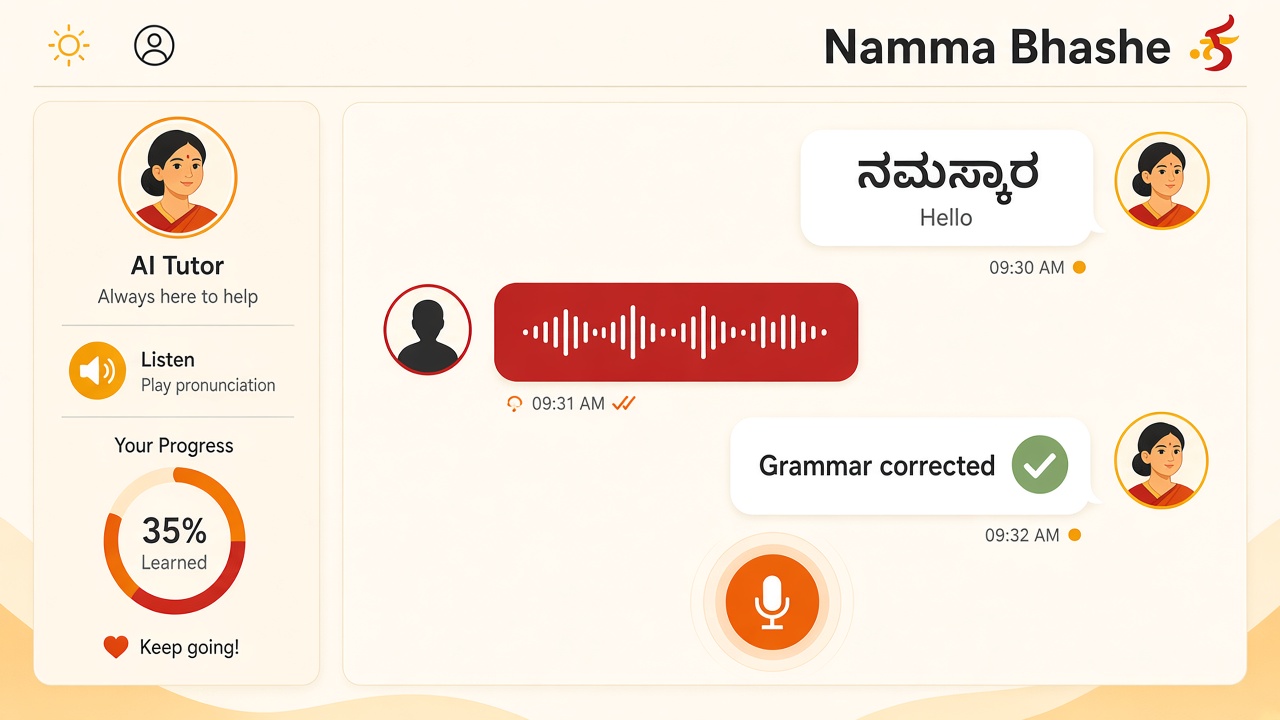 Namma Bhashe
AI Tutor
Always here to help
Listen
Play pronunciation
Your Progress
35%
Learned
Keep going!
ನಮಸ್ಕಾರ
Hello
09:30 AM
09:31 AM
Grammar corrected
09:32 AM